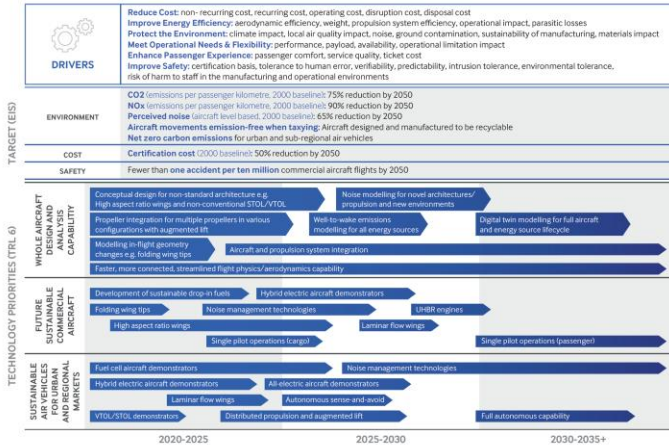 DRIVERS
Reduce Cost: non- recurring cost, recurring cost, operating cost, disruption cost, disposal cost
Improve Energy Efficiency: aerodynamic efficiency, weight, propulsion system efficiency, operational impact, parasitic losses
Protect the Environment: climate impact, local air quality impact, noise, ground contamination, sustainability of manufacturing, materials impact
Meet Operational Needs & Flexibility: performance, payload, availability, operational limitation impact
Enhance Passenger Experience: passenger comfort, service quality, ticket cost
Improve Safety: certification basis, tolerance to human error, verifiability, predictability, intrusion tolerance, environmental tolerance,
risk of harm to staff in the manufacturing and operational environments
TARGET (EIS)
ENVIRONMENT
CO2 (emissions per passenger kilometre, 2000 baseline): 75% reduction by 2050
NOx (emissions per passenger kilometre, 2000 baseline): 90% reduction by 2050
Perceived noise (aircraft level based, 2000 baseline): 65% reduction by 2050
Aircraft movements emission-free when taxying: Aircraft designed and manufactured to be recyclable
Net zero carbon emissions for urban and sub-regional air vehicles
COST
Certification cost (2000 baseline): 50% reduction by 2050
SAFETY
Fewer than one accident per ten million commercial aircraft flights by 2050
TECHNOLOGY PRIORITIES (TRL 6)
WHOLE AIRCRAFT
DESIGN AND
ANALYSIS
CAPABILITIY
Conceptual design for non-standard architecture e.g.
High aspect ratio wings and non-conventional STOL/VTOL
Noise modelling for novel architectures/
propulsion and new environments
Propeller integration for multiple propellers in various
configurations with augmented lift
Well-to-wake emissions
modelling for all energy sources
Digital twin modelling for full aircraft
and energy source lifecycle
Modelling in-flight geometry
changes e.g. folding wing tips
Aircraft and propulsion system integration
Faster, more connected, streamlined flight physics/aerodynamics capability
FUTURE
SUSTAINABLE
COMMERCIAL
AIRCRAFT
Development of sustainable drop-in fuels
Hybrid electric aircraft demonstrators
Folding wing tips
Noise management technologies
UHBR engines
High aspect ratio wings
Laminar flow wings
Single pilot operations (cargo)
Single pilot operations (passenger)
SUSTAINABLE
AIR VEHICLES
FOR URBAN
AND REGIONAL
MARKETS
Fuel cell aircraft demonstrators
Noise management technologies
Hybrid electric aircraft demonstrators
All-electric aircraft demonstrators
Laminar flow wings
Autonomous sense-and-avoid
VTOL/STOL demonstrators
Distributed propulsion and augmented lift
Full autonomous capability
2020-2025
2025-2030
2030-2035+